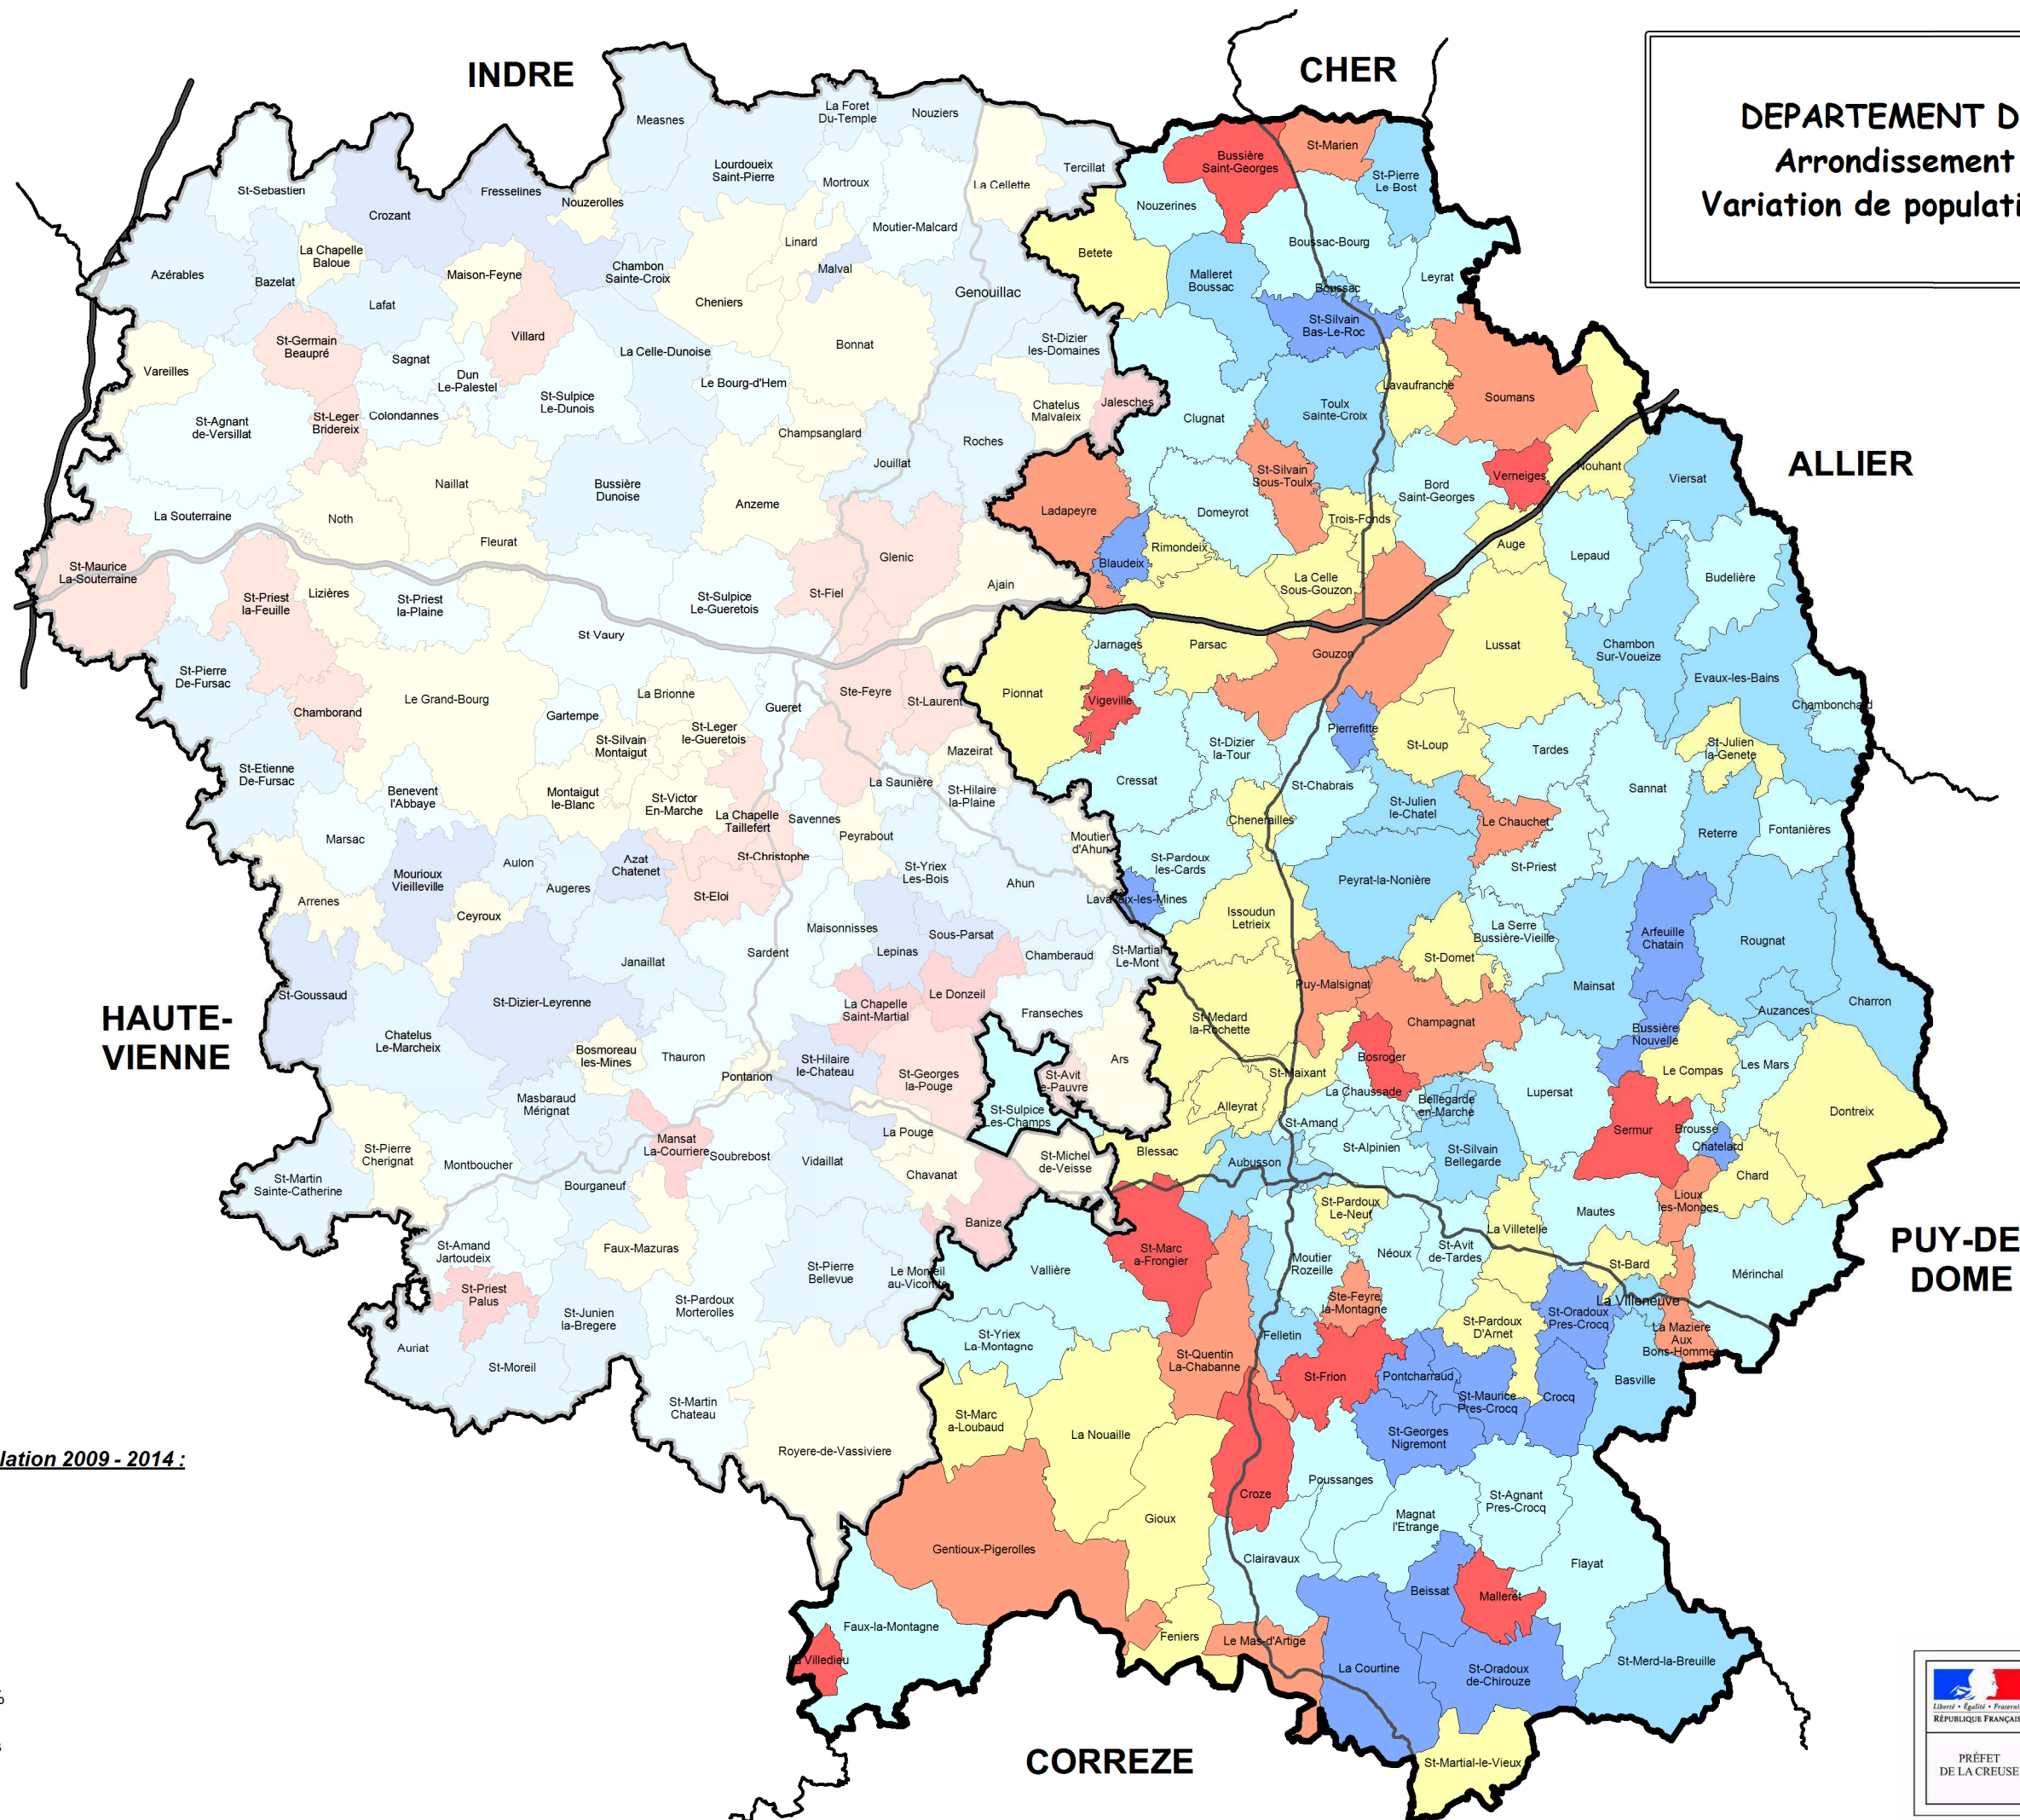 INDRE
CHER
DEPARTEMENT D
Arrondissement
Variation de populati
ALLIER
HAUTE-
VIENNE
PUY-DE
DOME
CORREZE
lation 2009 - 2014 :
%
Liberté • Égalité • Fraterni
RÉPUBLIQUE FRANÇAIS
PRÉFET
DE LA CREUSE
Measnes
La Foret
Du-Temple
Nouziers
Lourdoueix
Saint-Pierre
Mortroux
La Cellette
Tercillat
St-Sebastien
Crozant
Fresselines
Nouzerolles
Moutier-Malcard
Linard
Malval
Azérables
Bazelat
La Chapelle
Baloue
Maison-Feyne
Chambon
Sainte-Croix
Cheniers
Genouillac
Lafat
Villard
Bonnat
St-Dizier
les-Domaines
St-Germain
Beaupré
Vareilles
Sagnat
Dun
Le-Palestel
La Celle-Dunoise
Le Bourg-d'Hem
St-Sulpice
Le-Dunois
Chatelus
Malvaleix
Jalesches
St-Agnant
de-Versillat
St-Leger
Bridereix
Colondannes
Champsanglard
Roches
Jouillat
Naillat
Bussière
Dunoise
Anzeme
La Souterraine
Noth
Fleurat
Glenic
Ajain
St-Maurice
La-Souterraine
St-Priest
la-Feuille
Lizières
St-Priest
la-Plaine
St-Sulpice
Le-Gueretois
St-Fiel
St-Vaury
St-Pierre
De-Fursac
Le Grand-Bourg
La Brionne
Ste-Feyre
St-Laurent
Chamborand
Gartempe
Gueret
St-Leger
le-Gueretois
St-Silvain
Montaigut
Mazeirat
St-Etienne
De-Fursac
Benevent
l'Abbaye
Montaigut
le-Blanc
St-Victor
En-Marche
La Saunière
St-Hilaire
la-Plaine
La Chapelle
Taillefert
Savennes
Peyrabout
Moutier
d'Ahun
Marsac
Mourioux
Vieilleville
Aulon
Azat
Chatenet
St-Christophe
St-Yriex
Les-Bois
Ahun
Augeres
St-Eloi
Arrenes
Ceyroux
Maisonnisses
Sous-Parsat
Lepinas
Chamberaud
St-Martial
Le-Mont
Janaillat
Sardent
St-Goussaud
St-Dizier-Leyrenne
La Chapelle
Saint-Martial
Le Donzeil
Franseches
Chatelus
Le-Marcheix
Bosmoreau
les-Mines
Thauron
Pontarion
St-Hilaire
le-Chateau
St-Georges
la-Pouge
St-Avit
le-Pauvre
Ars
Masbaraud
Mérignat
St-Sulpice
Les-Champs
Mansat
La-Courriere
La Pouge
St-Pierre
Cherignat
Montboucher
Soubrebost
Vidaillat
Chavanat
St-Michel
de-Veisse
St-Martin
Sainte-Catherine
Bourganeuf
Banize
St-Amand
Jartoudeix
Faux-Mazuras
St-Pierre
Bellevue
Le Monteil
au-Vicomte
St-Priest
Palus
St-Junien
la-Bregere
St-Pardoux
Morterolles
Auriat
St-Moreil
St-Martin
Chateau
Royere-de-Vassiviere
Bussière
Saint-Georges
St-Marien
St-Pierre
Le-Bost
Nouzerines
Betete
Boussac-Bourg
Malleret
Boussac
Boussac
Leyrat
St-Silvain
Bas-Le-Roc
Lavaufranche
Soumans
Toulx
Sainte-Croix
Clugnat
St-Silvain
Sous-Toulx
Bord
Saint-Georges
Verneiges
Nouhant
Viersat
Ladapeyre
Domeyrot
Trois-Fonds
Auge
Lepaud
Blaudeix
Rimondeix
La Celle
Sous-Gouzon
Budelière
Jarnages
Parsac
Gouzon
Lussat
Chambon
Sur-Voueize
Evaux-les-Bains
Chambonchard
Pionnat
Vigeville
Pierrefitte
St-Loup
Tardes
St-Julien
la-Genete
St-Dizier
la-Tour
Cressat
St-Chabrais
Sannat
St-Julien
le-Chatel
Le Chauchet
Chenerailles
Reterre
Fontanières
St-Pardoux
les-Cards
Peyrat-la-Nonière
St-Priest
Lavaveix-les-Mines
Issoudun
Letrieix
La Serre
Bussière-Vieille
Arfeuille
Chatain
Rougnat
St-Domet
Mainsat
Puy-Malsignat
Champagnat
Auzances
Charron
St-Medard
la-Rochette
Bussière
Nouvelle
Bosroger
Le Compas
Les Mars
St-Maixant
La Chaussade
Bellegarde
en-Marche
Lupersat
Alleyrat
St-Amand
Dontreix
Sermur
Brousse
Chatelard
Blessac
Aubusson
St-Alpinien
St-Silvain
Bellegarde
Chard
St-Pardoux
Le-Neuf
La Villetelle
Mautes
Lioux
les-Monges
St-Marc
a-Frongier
Moutier
Rozeille
Néoux
St-Avit
de-Tardes
St-Bard
Mérinchal
Vallière
Ste-Feyre
la-Montagne
St-Oradoux
Pres-Crocq
La Villeneuve
St-Yriex
La-Montagne
Felletin
St-Pardoux
D'Arnet
La Maziere
Aux
Bons-Hommes
St-Quentin
La-Chabanne
St-Frion
Pontcharraud
St-Maurice
Pres-Crocq
Crocq
Basville
St-Marc
a-Loubaud
La Nouaille
St-Georges
Nigremont
Croze
Poussanges
St-Agnant
Pres-Crocq
Gioux
Magnat
l'Etrange
Gentioux-Pigerolles
Clairavaux
Flayat
Beissat
Malleret
Faux-la-Montagne
Feniers
Le Mas-d'Artige
La Villedieu
La Courtine
St-Oradoux
de-Chirouze
St-Merd-la-Breuille
St-Martial-le-Vieux